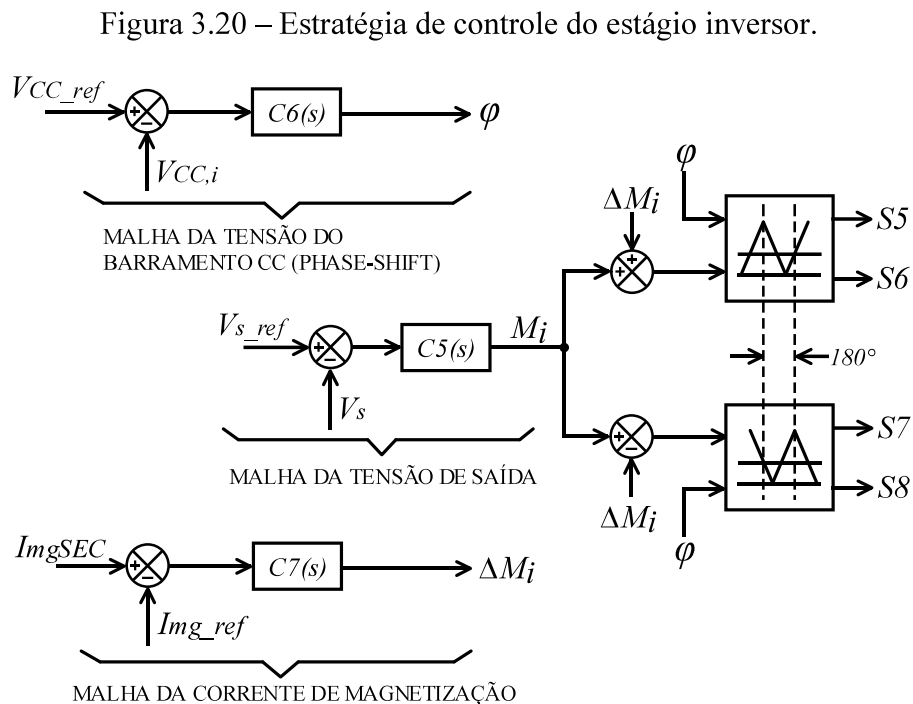 Figura 3.20 – Estratégia de controle do estágio inversor.
VCC_ref
+
−
C6(s)
φ
VCC,i
MALHA DA TENSÃO DO
BARRAMENTO CC (PHASE-SHIFT)
φ
ΔMi
+
+
S5
S6
Vs_ref
+
−
C5(s)
Mi
Vs
180°
MALHA DA TENSÃO DE SAÍDA
+
−
ΔMi
φ
S7
S8
ImgSEC
+
−
C7(s)
ΔMi
Img_ref
MALHA DA CORRENTE DE MAGNETIZAÇÃO